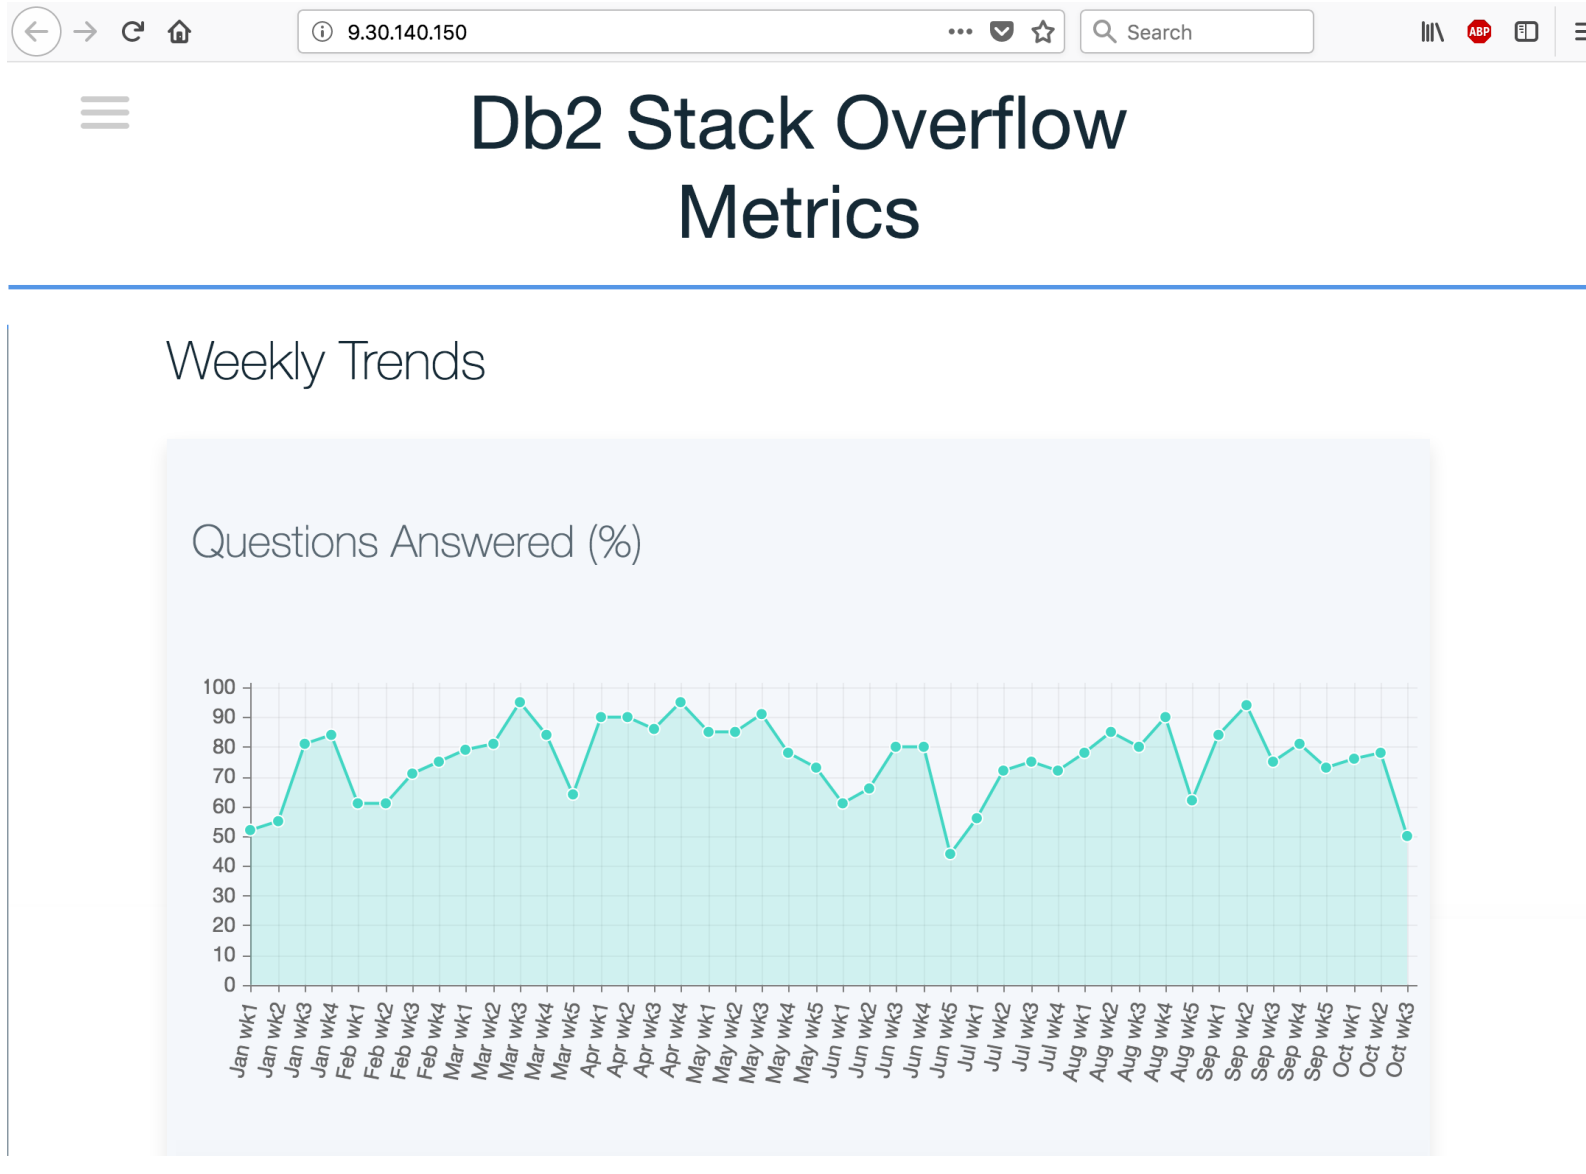 9.30.140.150
Search
ABP
Db2 Stack Overflow
Metrics
Weekly Trends
Questions Answered (%)
100
90
80
70
60
50
40
30
20
10
0
Jan wk1
Jan wk2
Jan wk3
Jan wk4
Feb wk1
Feb wk2
Feb wk3
Feb wk4
Mar wk1
Mar wk2
Mar wk3
Mar wk4
Mar wk5
Apr wk1
Apr wk2
Apr wk3
Apr wk4
May wk1
May wk2
May wk3
May wk4
May wk5
Jun wk1
Jun wk2
Jun wk3
Jun wk4
Jun wk5
Jul wk1
Jul wk2
Jul wk3
Jul wk4
Aug wk1
Aug wk2
Aug wk3
Aug wk4
Aug wk5
Sep wk1
Sep wk2
Sep wk3
Sep wk4
Sep wk5
Oct wk1
Oct wk2
Oct wk3